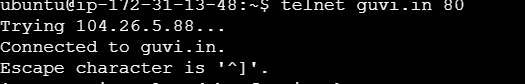 ubuntu@ip-172-31-13-48:~$ telnet guvi.in 80
Trying 104.26.5.88...
Connected to guvi.in.
Escape character is '^]'.